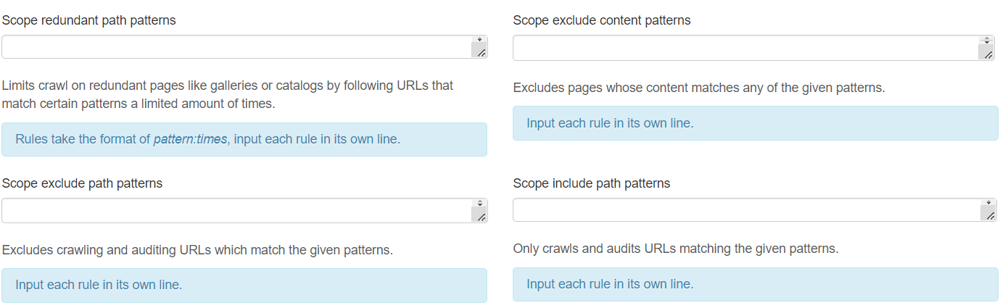 Scope redundant path patterns
Limits crawl on redundant pages like galleries or catalogs by following URLs that
match certain patterns a limited amount of times.
Rules take the format of pattern:times, input each rule in its own line.
Scope exclude content patterns
Excludes pages whose content matches any of the given patterns.
Input each rule in its own line.
Scope exclude path patterns
Excludes crawling and auditing URLs which match the given patterns.
Input each rule in its own line.
Scope include path patterns
Only crawls and audits URLs matching the given patterns.
Input each rule in its own line.